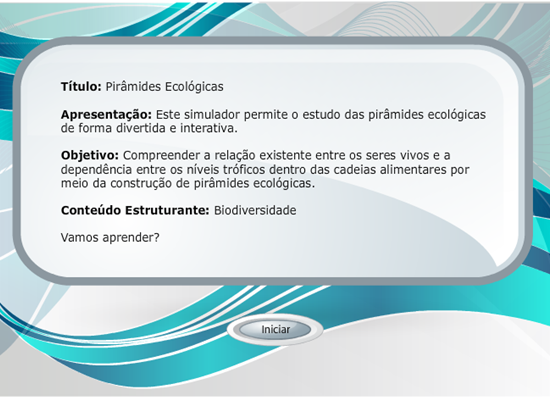 Título: Pirâmides Ecológicas
Apresentação: Este simulador permite o estudo das pirâmides ecológicas
de forma divertida e interativa.
Objetivo: Compreender a relação existente entre os seres vivos e a
dependência entre os níveis tróficos dentro das cadeias alimentares por
meio da construção de pirâmides ecológicas.
Conteúdo Estruturante: Biodiversidade
Vamos aprender?
Iniciar